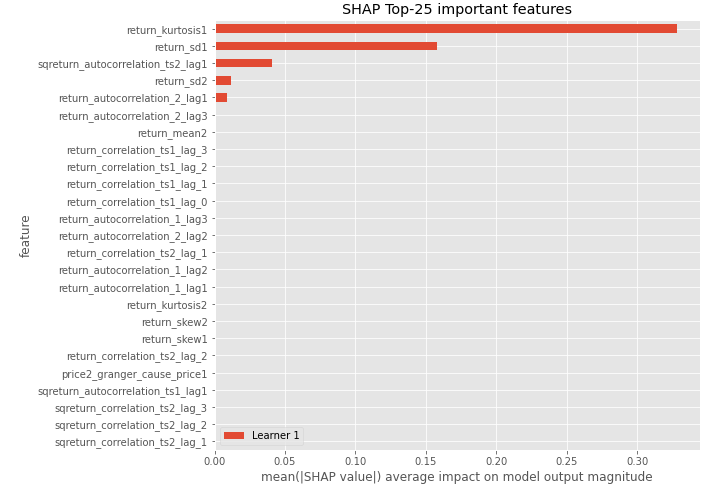 SHAP Top-25 important features
return_kurtosis1
return_sd1
sqreturn_autocorrelation_ts2_lag1
return_sd2
return_autocorrelation_2_lag1
return_autocorrelation_2_lag3
return_mean2
return_correlation_ts1_lag_3
return_correlation_ts1_lag_2
return_correlation_ts1_lag_1
return_correlation_ts1_lag_0
return_autocorrelation_1_lag3
return_autocorrelation_2_lag2
return_correlation_ts2_lag_1
return_autocorrelation_1_lag2
return_autocorrelation_1_lag1
return_kurtosis2
return_skew2
return_skew1
return_correlation_ts2_lag_2
price2_granger_cause_price1
sqreturn_autocorrelation_ts1_lag1
sqreturn_correlation_ts2_lag_3
sqreturn_correlation_ts2_lag_2
sqreturn_correlation_ts2_lag_1
feature
Learner 1
0.00 0.05 0.10 0.15 0.20 0.25 0.30
mean(|SHAP value|) average impact on model output magnitude